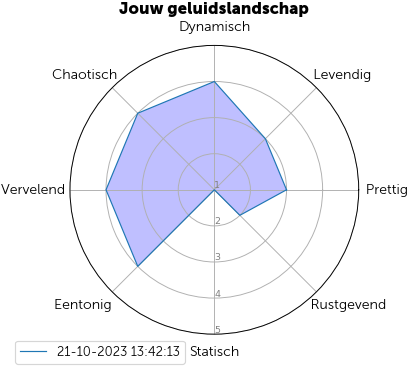 Jouw geluidslandschap
Dynamisch
Chaotisch
Levendig
Vervelend
1
Prettig
2
3
4
Eentonig
Rustgevend
5
21-10-2023 13:42:13
Statisch